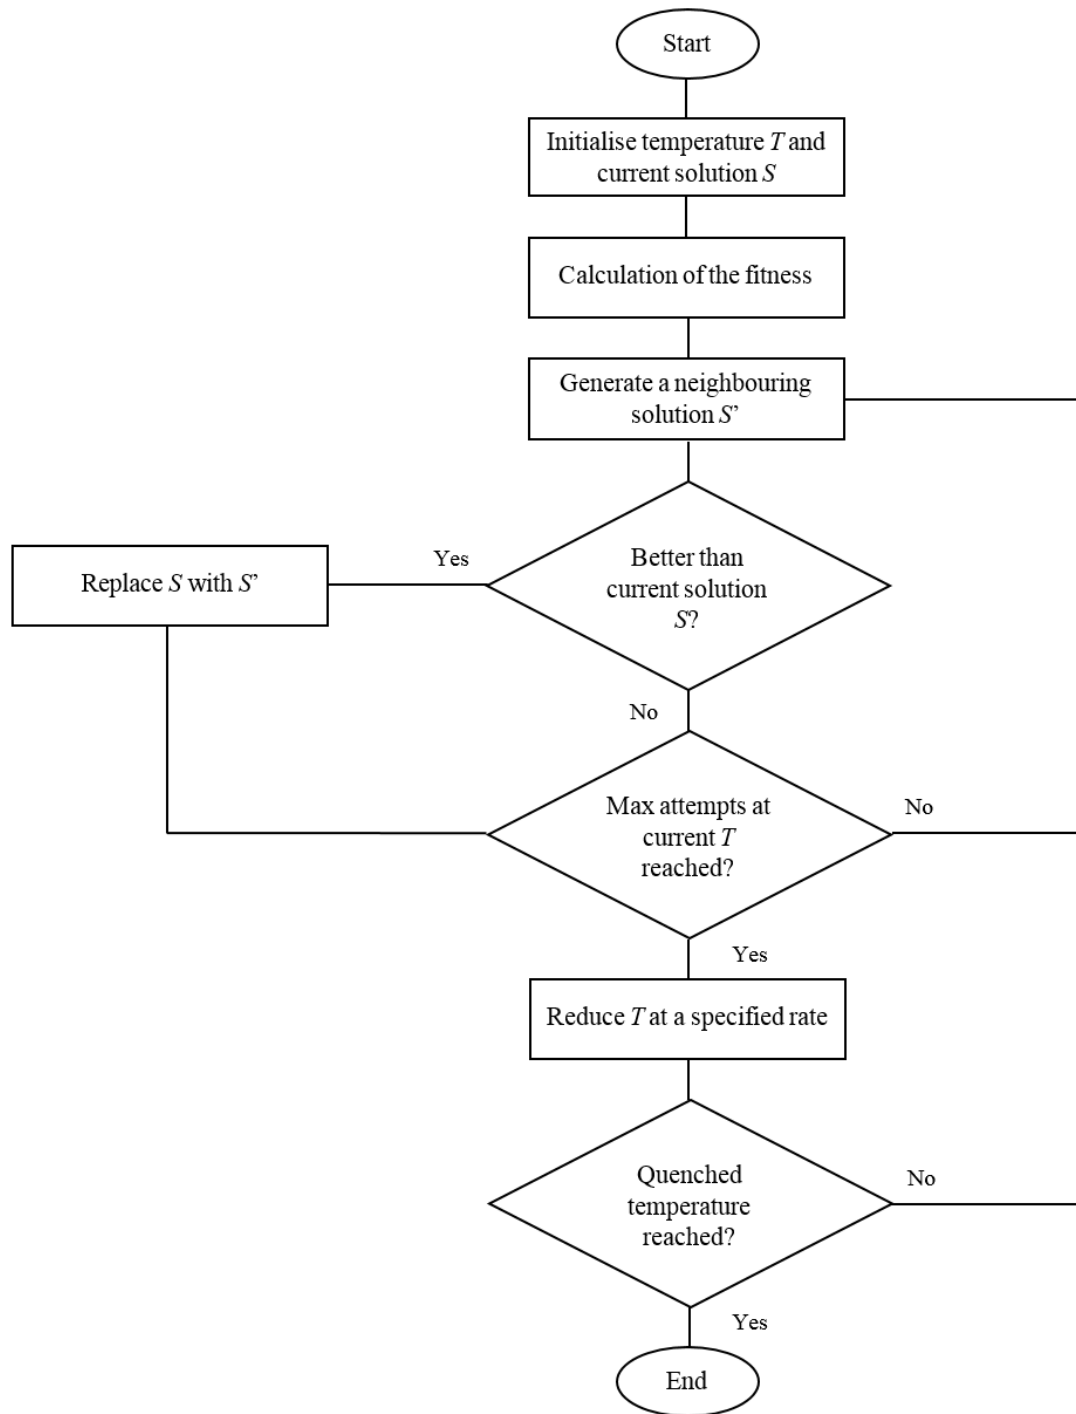 Start
Initialise temperature T and
current solution S
Calculation of the fitness
Generate a neighbouring
solution S’
Yes
Better than
current solution
S?
Replace S with S’
No
Max attempts at
current T
reached?
No
Yes
Reduce T at a specified rate
Quenched
temperature
reached?
No
Yes
End